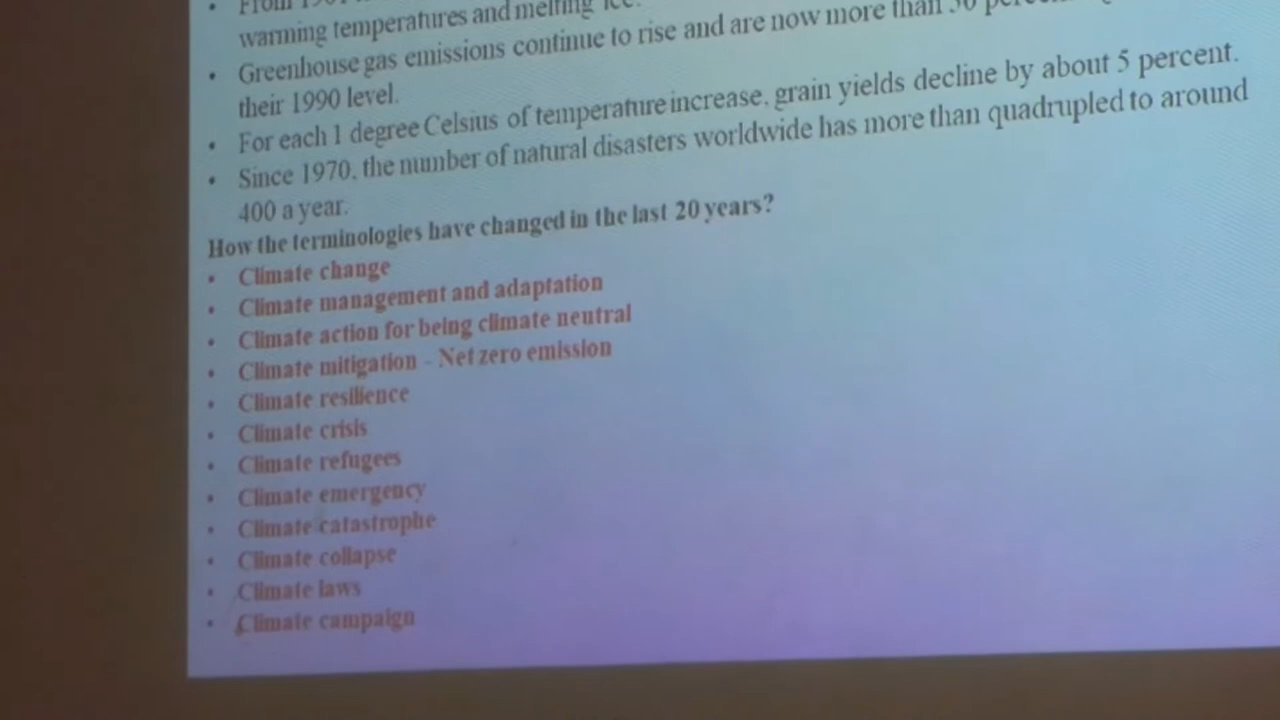 • From
warming temperatures and melting ice.
• Greenhouse gas emissions continue to rise and are now more than 50
their 1990 level.
• For each 1 degree Celsius of temperature increase, grain yields decline by about 5 percent.
• Since 1970, the number of natural disasters worldwide has more than quadrupled to around
400 a year.
How the terminologies have changed in the last 20 years?
• Climate change
• Climate management and adaptation
• Climate action for being climate neutral
• Climate mitigation - Net zero emission
• Climate resilience
• Climate crisis
• Climate refugees
• Climate emergency
• Climate catastrophe
• Climate collapse
• Climate laws
• Climate campaign